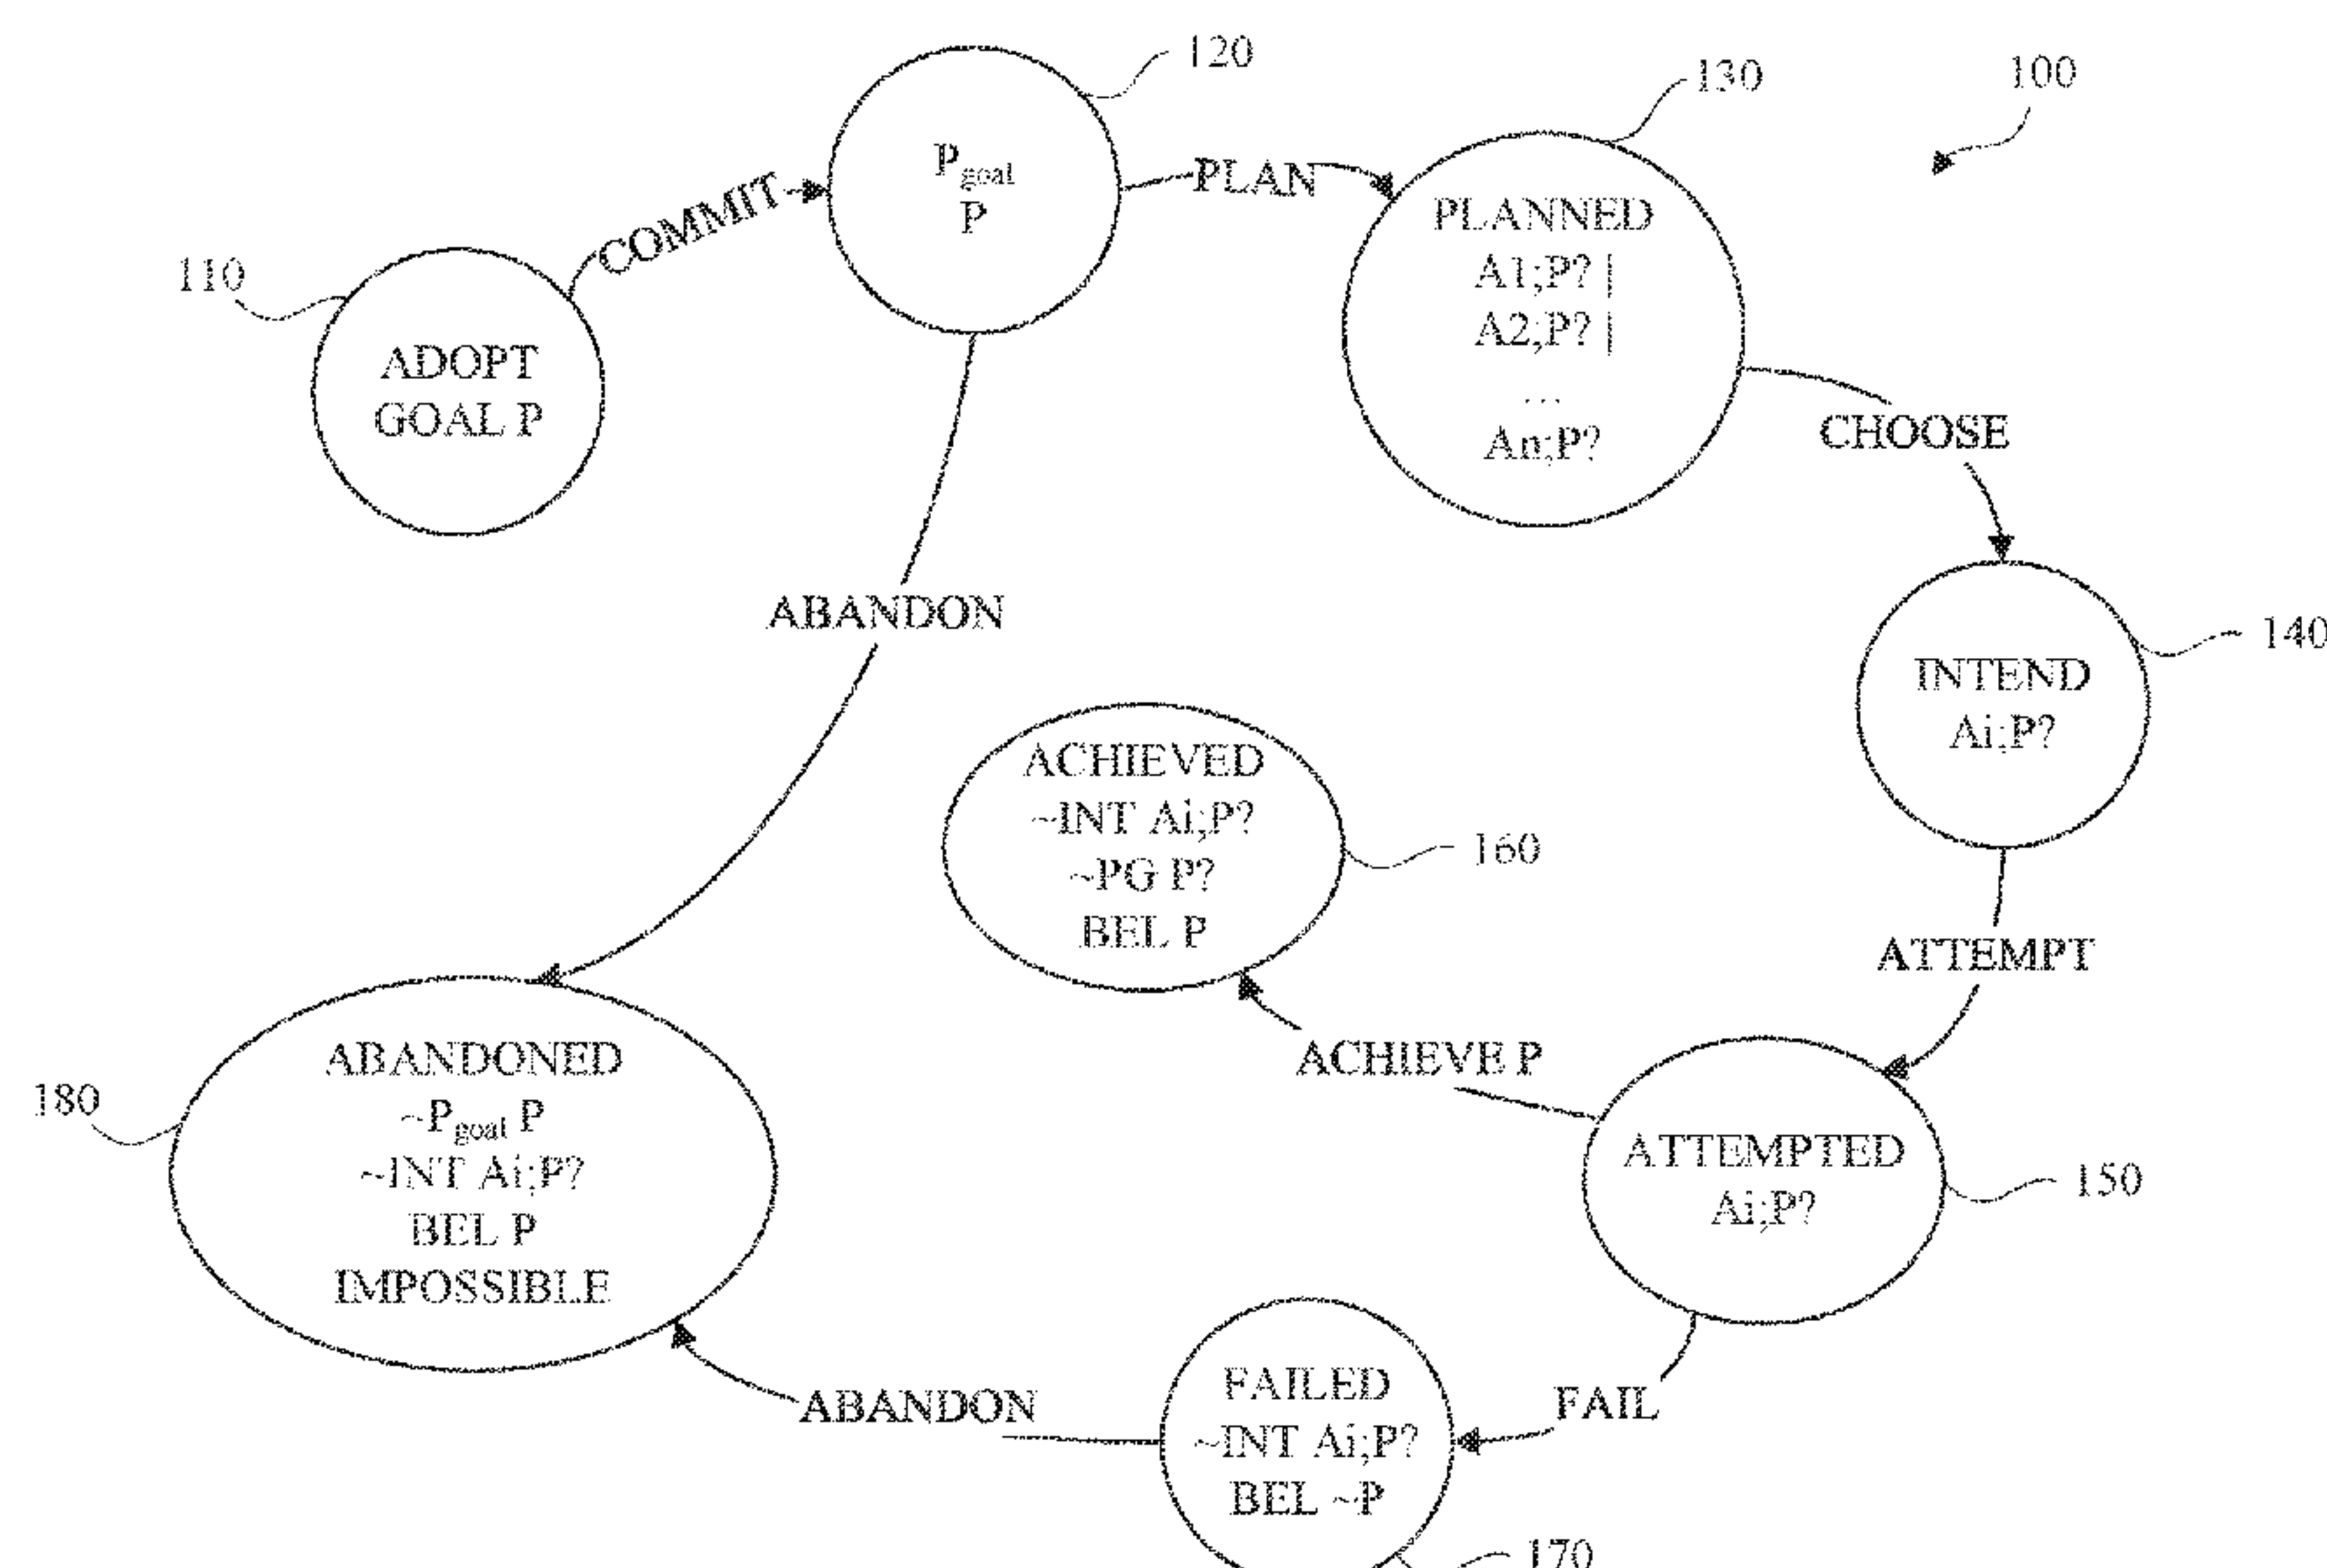 120
130
100
P goal
P
PLAN
COMMIT
PLANNED
A1;P? |
A2;P? |
...
An;P?
110
ADOPT
GOAL P
CHOOSE
ABANDON
140
INTEND
Ai;P?
ACHIEVED
~INT Ai;P?
~PG P?
BEL P
160
ATTEMPT
ACHIEVE P
180
ABANDONED
~P goal P
~INT Ai;P?
BEL P
IMPOSSIBLE
ATTEMPTED
Ai;P?
150
ABANDON
FAILED
~INT Ai;P?
BEL ~P
FAIL
170